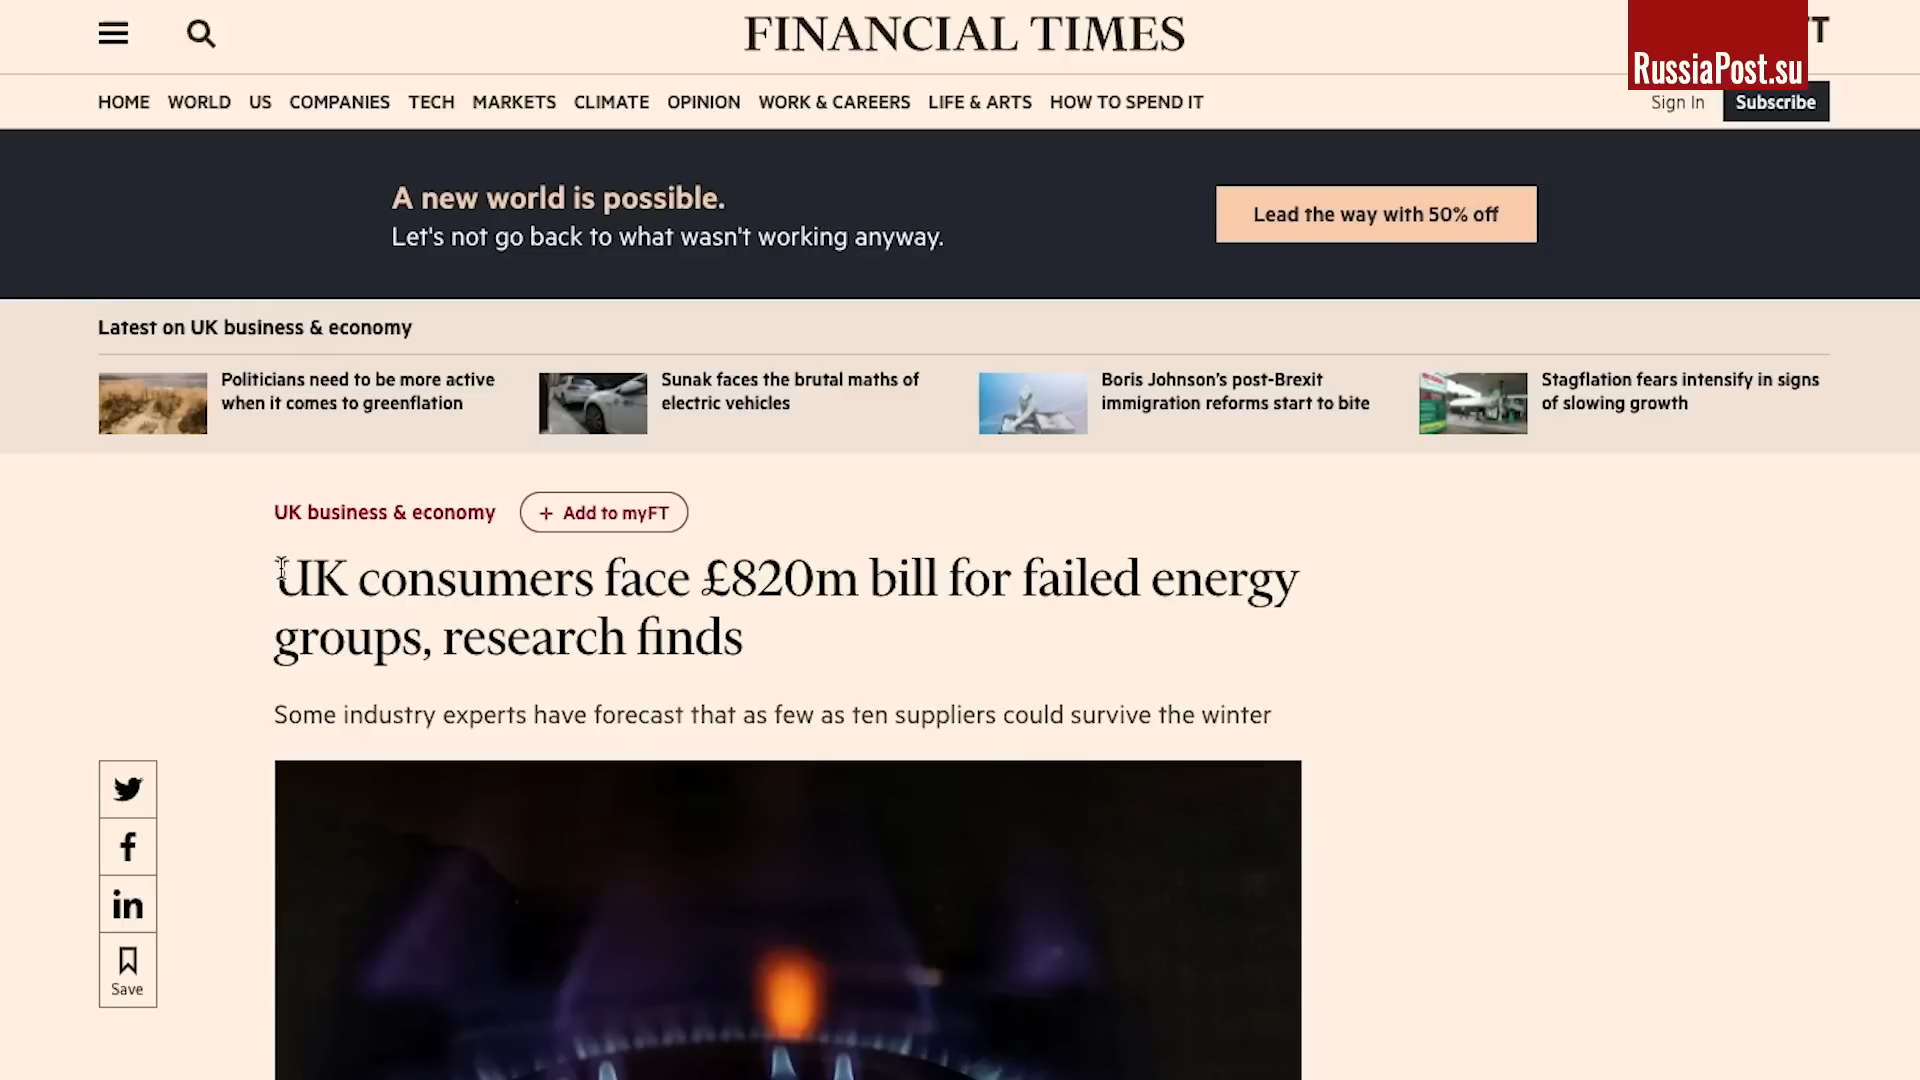 FINANCIAL TIMES
RussiaPost.su
HOME WORLD US COMPANIES TECH MARKETS CLIMATE OPINION WORK & CAREERS LIFE & ARTS HOW TO SPEND IT
Sign In Subscribe
A new world is possible.
Let's not go back to what wasn't working anyway.
Lead the way with 50% off
Latest on UK business & economy
Politicians need to be more active
when it comes to greenflation
Sunak faces the brutal maths of
electric vehicles
Boris Johnson's post-Brexit
immigration reforms start to bite
Stagflation fears intensify in signs
of slowing growth
UK business & economy
+ Add to myFT
UK consumers face £820m bill for failed energy
groups, research finds
Some industry experts have forecast that as few as ten suppliers could survive the winter
Save